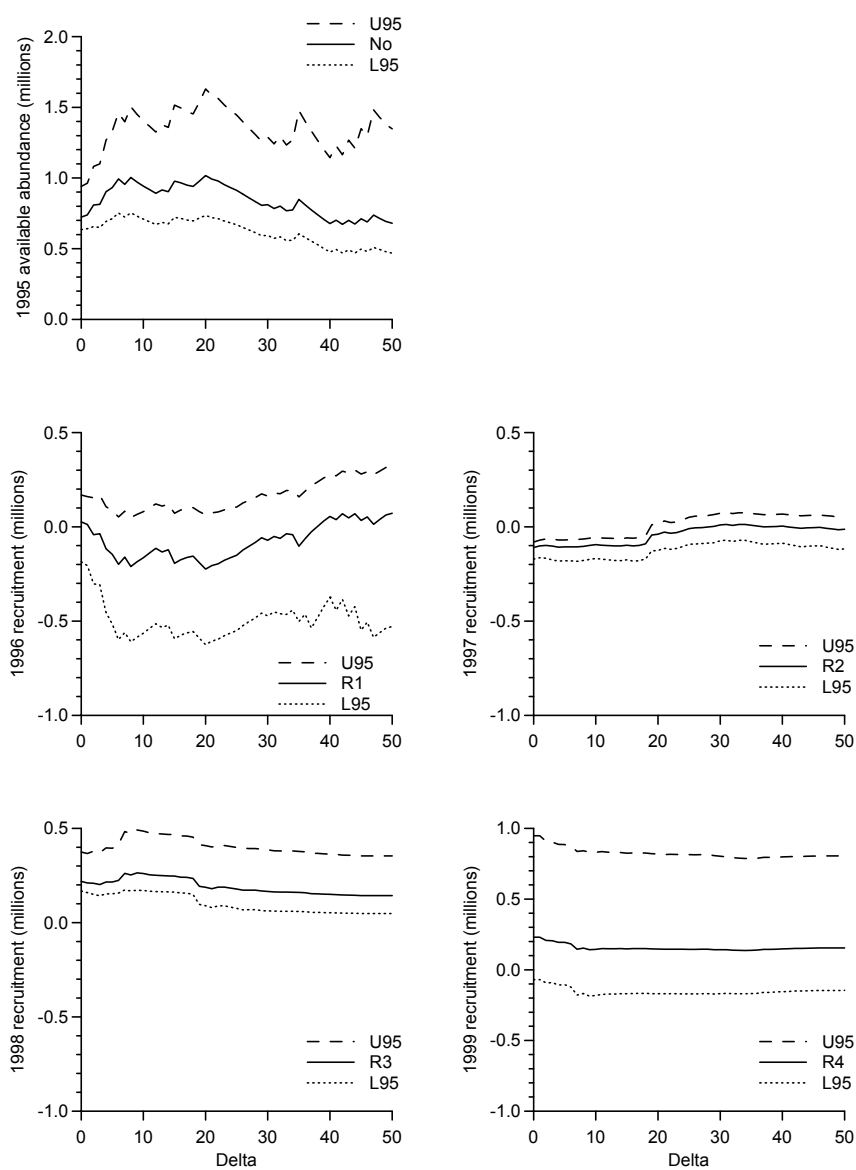 U95
No
L95
1995 available abundance (millions)
2.0
1.5
1.0
0.5
0.0
0 10 20 30 40 50
1996 recruitment (millions)
0.5
0.0
-0.5
-1.0
U95
R1
L95
0 10 20 30 40 50
1997 recruitment (millions)
0.5
0.0
-0.5
-1.0
U95
R2
L95
0 10 20 30 40 50
1998 recruitment (millions)
0.5
0.0
-0.5
-1.0
U95
R3
L95
0 10 20 30 40 50
Delta
1999 recruitment (millions)
1.0
0.5
0.0
-0.5
-1.0
U95
R4
L95
0 10 20 30 40 50
Delta